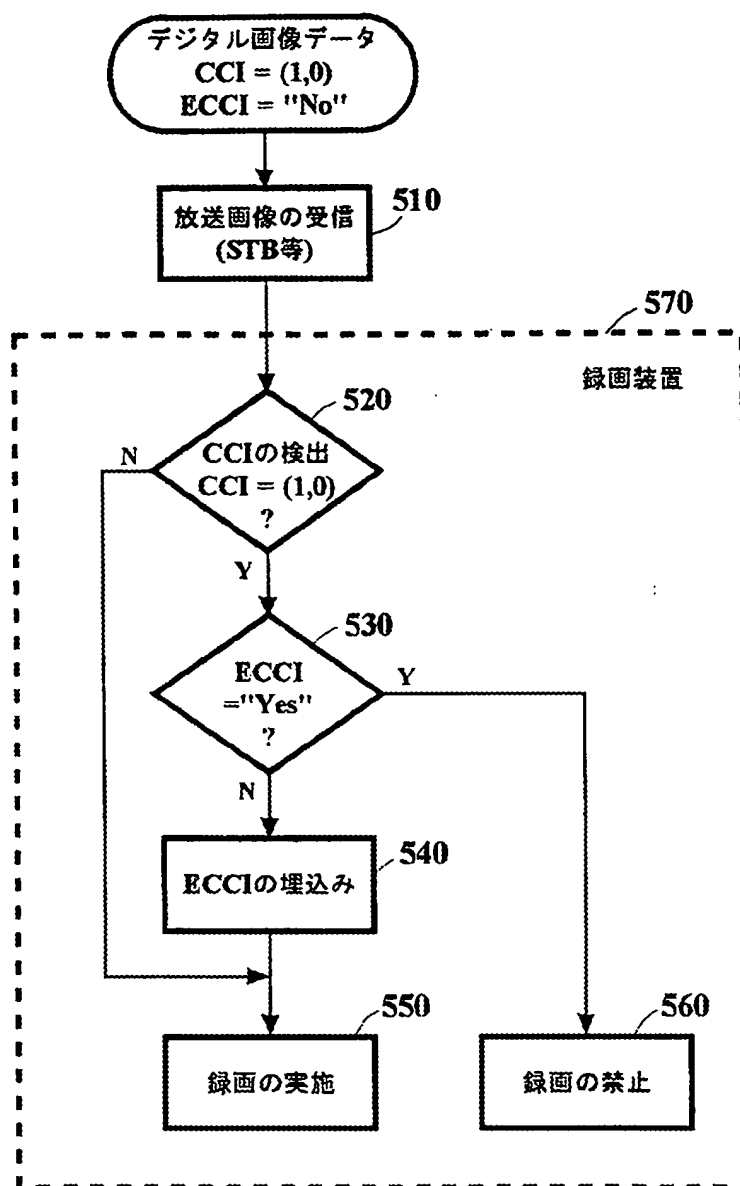 デジタル画像データ
CCI = (1,0)
ECCI = "No"
放送画像の受信
(STB等)
510
570
録画装置
520
CCIの検出
CCI = (1,0)
?
N
Y
530
ECCI
="Yes"
?
Y
N
540
ECCIの埋込み
550
録画の実施
560
録画の禁止